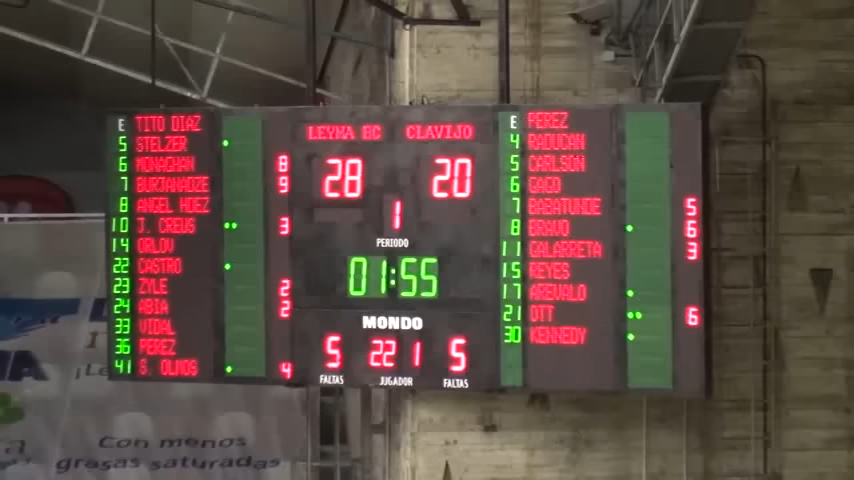 E TITO DIAZ
5 STELZER
6 MONAGHAN 8
7 BURJANADZE 9
8 ANGEL HDEZ
10 J. CREUS 3
14 ORLOV
22 CASTRO
23 ZYLE 2
24 ABIA 2
33 VIDAL
36 PEREZ
41 S. OLMOS 4
LEYMA BC CLAVIJO
28 20
1
PERIODO
01:55
MONDO
5 22 1 5
FALTAS JUGADOR FALTAS
E PEREZ
4 RADUCAN
5 CARLSON
6 GAGO
7 BABATUNDE 5
8 BRAVO 6
11 GALARRETA 3
15 REYES
17 AREVALO
21 OTT 6
30 KENNEDY
Con menos
grasas saturadas